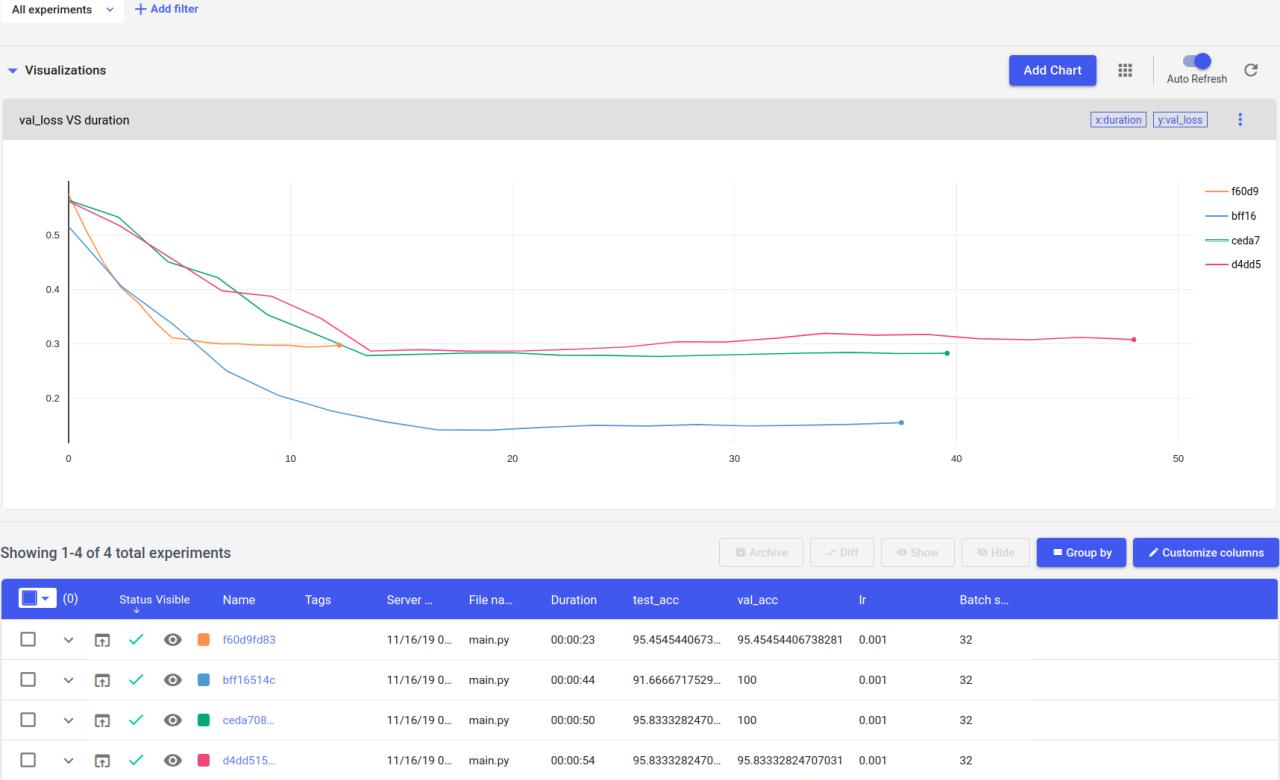 All experiments + Add filter
Visualizations Add Chart Auto Refresh
val_loss VS duration x:duration y:val_loss
f60d9
bff16
ceda7
d4dd5
0.5
0.4
0.3
0.2
0 10 20 30 40 50
Showing 1-4 of 4 total experiments Archive Diff Show Hide Group by Customize columns
(0) Status Visible Name Tags Server ... File na... Duration test_acc val_acc lr Batch s...
f60d9fd83 11/16/19 0... main.py 00:00:23 95.4545440673... 95.45454406738281 0.001 32
bff16514c 11/16/19 0... main.py 00:00:44 91.6666717529... 100 0.001 32
ceda708... 11/16/19 0... main.py 00:00:50 95.8333282470... 100 0.001 32
d4dd515... 11/16/19 0... main.py 00:00:54 95.8333282470... 95.83332824707031 0.001 32